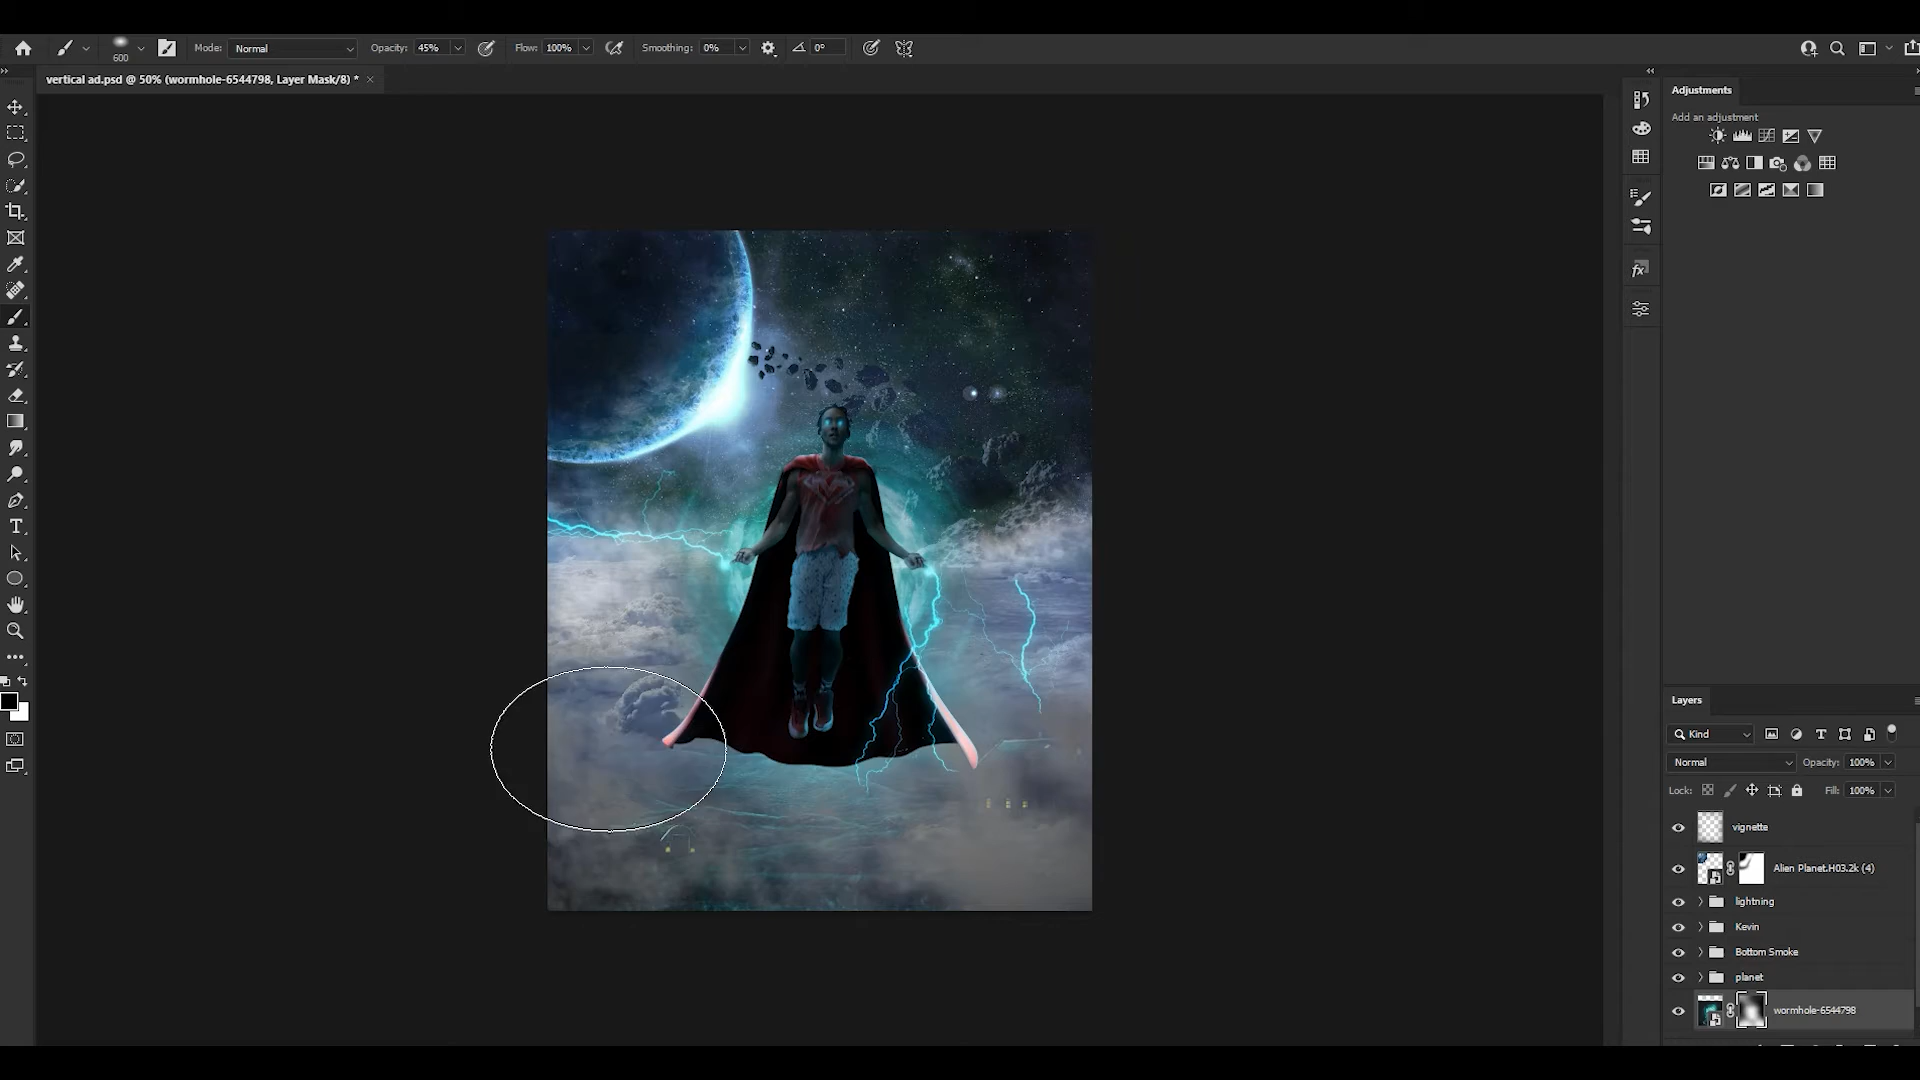 Mode: Normal Opacity: 45% Flow: 100% Smoothing: 0% 0°
600
vertical ad.psd @ 50% (wormhole-6544798, Layer Mask/8) * ×
Adjustments
Add an adjustment
Layers
Kind
Normal Opacity: 100%
Lock: Fill: 100%
vignette
Alien Planet.H03.2k (4)
lightning
Kevin
Bottom Smoke
planet
wormhole-6544798